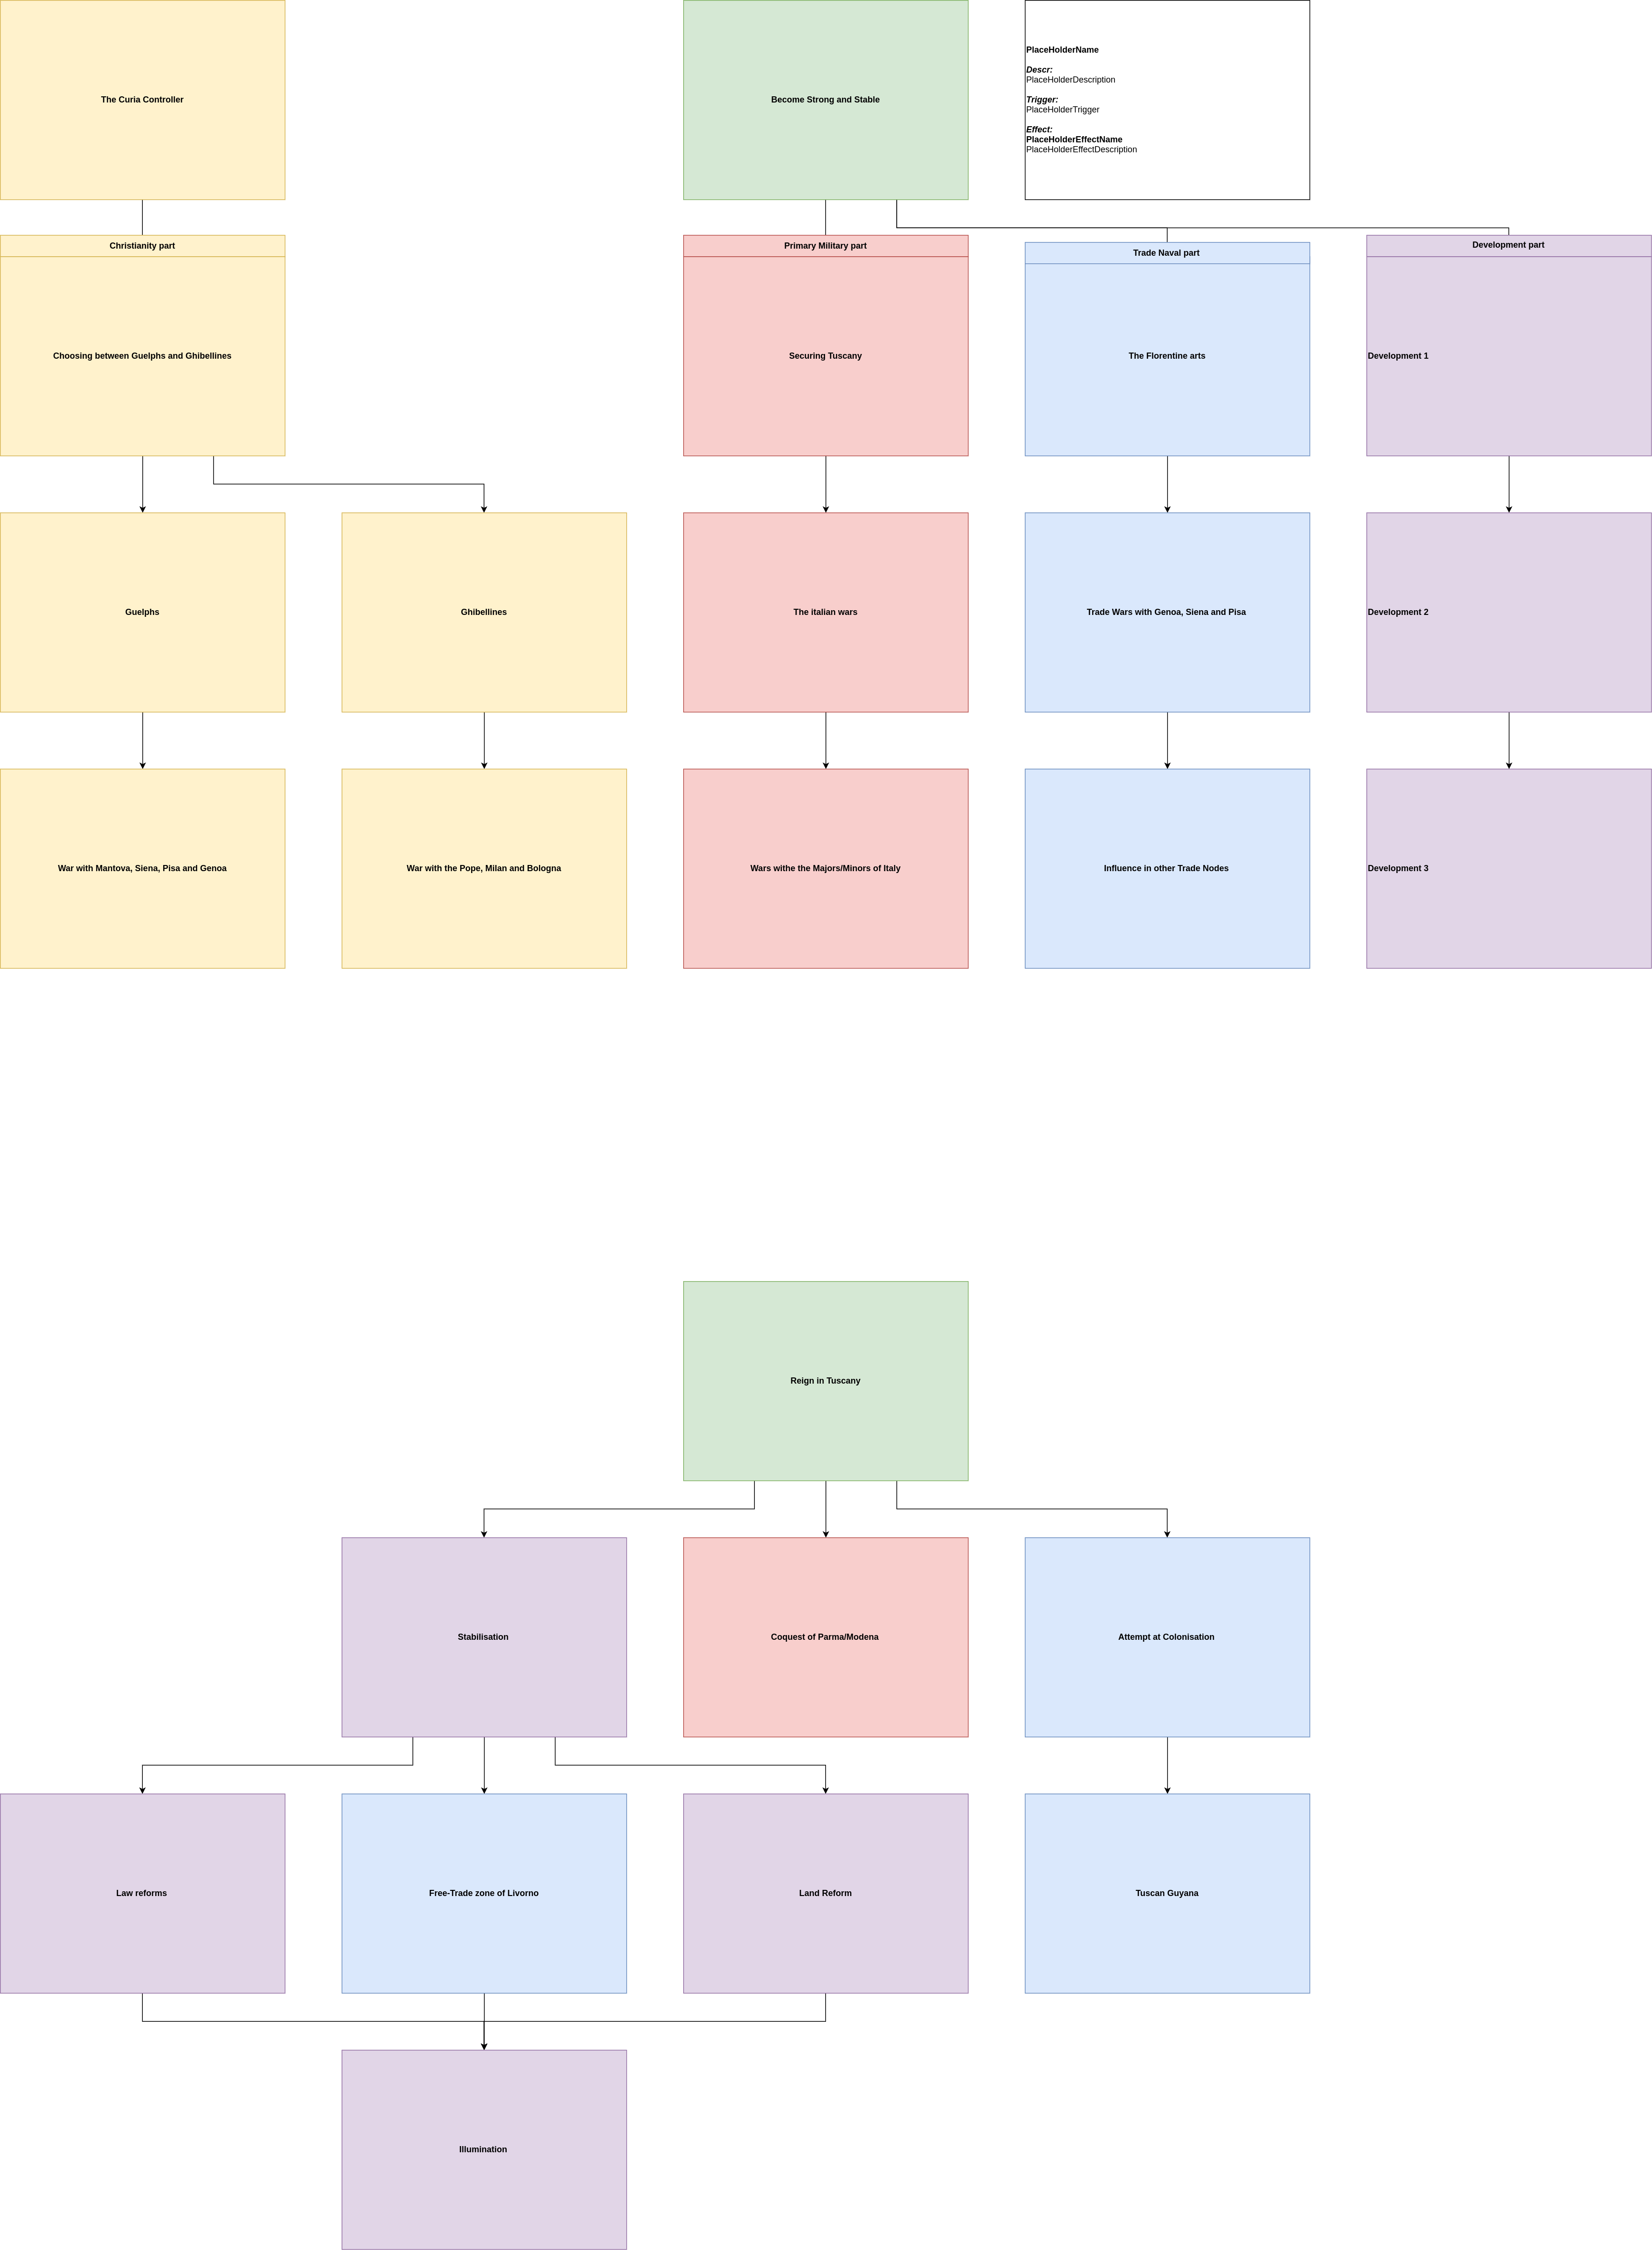 The Curia Controller
Become Strong and Stable
PlaceHolderName
Descr:
PlaceHolderDescription
Trigger:
PlaceHolderTrigger
Effect:
PlaceHolderEffectName
PlaceHolderEffectDescription
Christianity part
Primary Military part
Trade Naval part
Development part
Choosing between Guelphs and Ghibellines
Securing Tuscany
The Florentine arts
Development 1
Guelphs
Ghibellines
The italian wars
Trade Wars with Genoa, Siena and Pisa
Development 2
War with Mantova, Siena, Pisa and Genoa
War with the Pope, Milan and Bologna
Wars withe the Majors/Minors of Italy
Influence in other Trade Nodes
Development 3
Reign in Tuscany
Stabilisation
Coquest of Parma/Modena
Attempt at Colonisation
Law reforms
Free-Trade zone of Livorno
Land Reform
Tuscan Guyana
Illumination